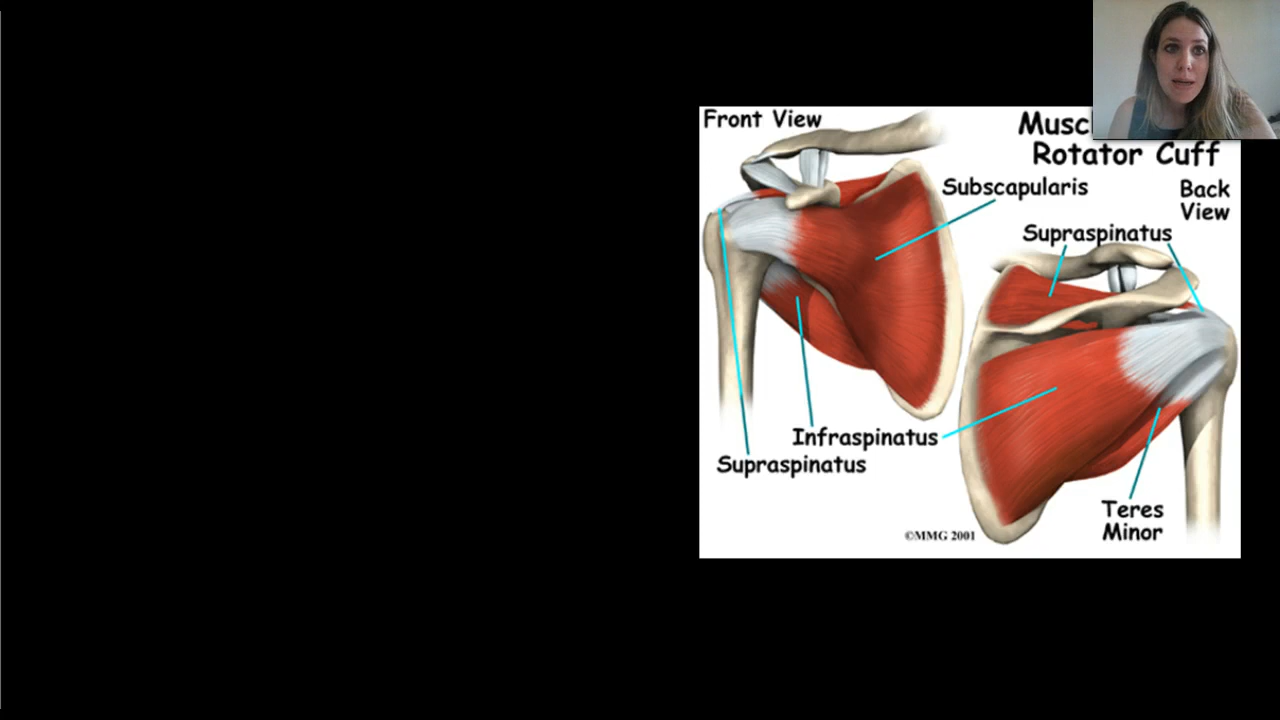 Front View
Rotator Cuff
Subscapularis
Back
View
Supraspinatus
Infraspinatus
Supraspinatus
Teres
Minor
©MMG 2001